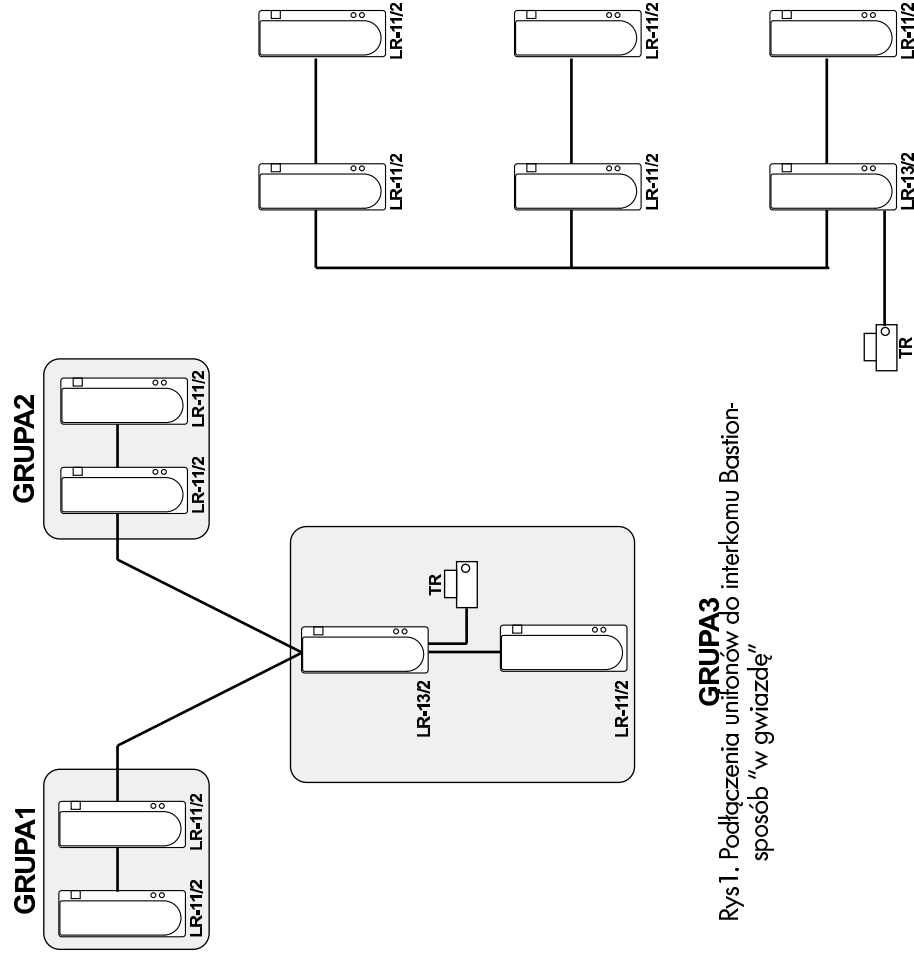 GRUPA1
LR-11/2
LR-11/2
GRUPA2
LR-11/2
LR-11/2
LR-13/2
TR
LR-11/2
GRUPA3
Rys1. Podłączenia unifonów do interkomu Bastion-
sposób "w gwiazdę"
LR-11/2
LR-11/2
LR-11/2
LR-11/2
LR-13/2
LR-11/2
TR